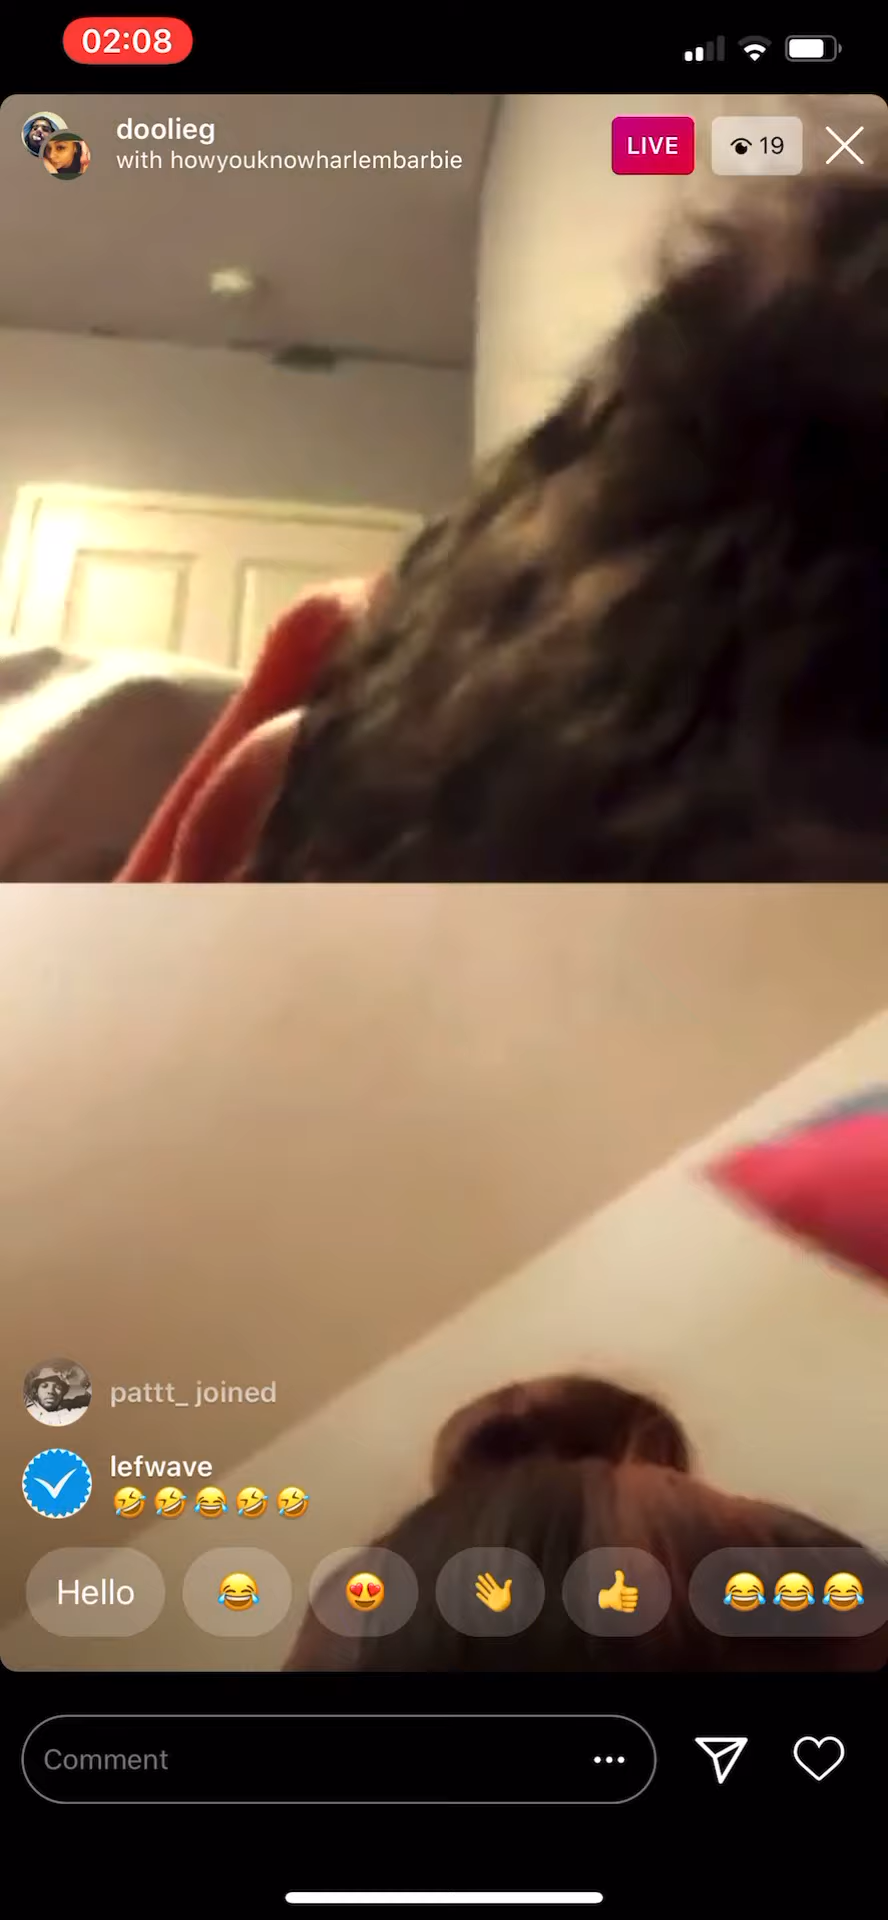 02:08
doolieg
with howyouknowharlembarbie
LIVE
19
pattt_ joined
lefwave
🤣🤣😂🤣🤣
Hello 😂 😍 👋 👍 😂😂😂
Comment